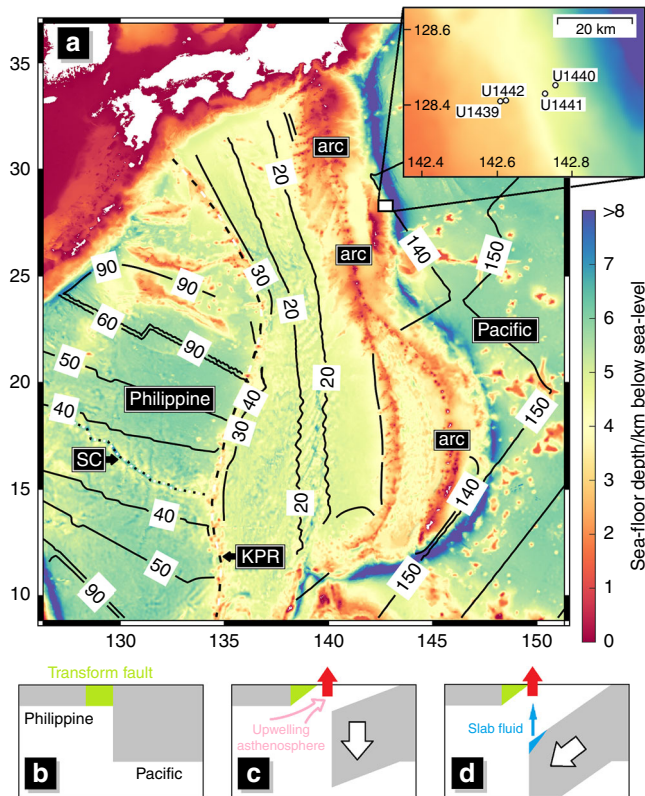 a
35
30
25
20
15
10
130
135
140
145
150
128.6
128.4
142.4
142.6
142.8
20 km
U1440
U1442
U1441
U1439
arc
arc
arc
Pacific
Philippine
SC
KPR
20
30
20
20
20
140
150
150
140
150
90
90
60
90
50
40
40
30
40
50
90
>8
7
6
5
4
3
2
1
0
Sea-floor depth/km below sea-level
Transform fault
Philippine
Pacific
b
Upwelling
asthenosphere
c
Slab fluid
d